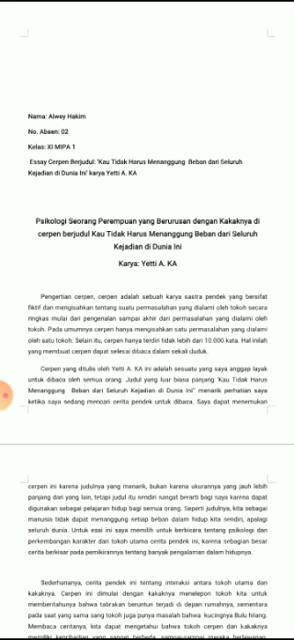 Nama: Alwey Hakim
No. Absen: 02
Kelas: XI MIPA 1
Essay Cerpen Berjudul: "Kau Tidak Harus Menanggung Beban dari Seluruh
Kejadian di Dunia Ini" karya Yetti A. KA
Psikologi Seorang Perempuan yang Berurusan dengan Kakaknya di
cerpen berjudul Kau Tidak Harus Menanggung Beban dari Seluruh
Kejadian di Dunia Ini
Karya: Yetti A. KA
Pengertian cerpen, cerpen adalah sebuah karya sastra pendek yang bersifat
fiktif dan mengisahkan tentang suatu permasalahan yang dialami oleh tokoh secara
ringkas mulai dari pengenalan sampai akhir dari permasalahan yang dialami oleh
tokoh. Pada umumnya cerpen hanya mengisahkan satu permasalahan yang dialami
oleh satu tokoh. Selain itu, cerpen hanya terdiri tidak lebih dari 10.000 kata. Hal inilah
yang membuat cerpen dapat selesai dibaca dalam sekali duduk.
Cerpen yang ditulis oleh Yetti A. KA ini adalah sesuatu yang saya anggap layak
untuk dibaca oleh semua orang. Judul yang luar biasa panjang "Kau Tidak Harus
Menanggung Beban dari Seluruh Kejadian di Dunia Ini" menarik perhatian saya
ketika saya sedang mencari cerita pendek untuk dibaca. Saya dapat menemukan
cerpen ini karena judulnya yang menarik, bukan karena ukurannya yang jauh lebih
panjang dari yang lain, tetapi judul itu sendiri sangat berarti bagi saya karena dapat
digunakan sebagai pelajaran hidup bagi semua orang. Seperti judulnya, kita sebagai
manusia tidak dapat menanggung setiap beban dalam hidup kita sendiri, apalagi
seluruh dunia. Untuk esai ini saya memilih untuk berbicara tentang psikologi dan
perkembangan karakter dari tokoh utama cerita pendek ini, karena sebagian besar
cerita berkisar pada pemikirannya tentang banyak pengalaman dalam hidupnya.
Sederhananya, cerita pendek ini tentang interaksi antara tokoh utama dan
kakaknya. Cerpen ini dimulai dengan kakaknya menelepon tokoh kita untuk
memberitahunya bahwa tabrakan beruntun terjadi di depan rumahnya, sementara
pada saat yang sama sang tokoh juga punya masalah bahwa kucingnya Bulu hilang.
Membaca ceritanya, kita dapat mengetahui bahwa tokoh cerpen dan kakaknya
memiliki kepribadian yang sangat berbeda,